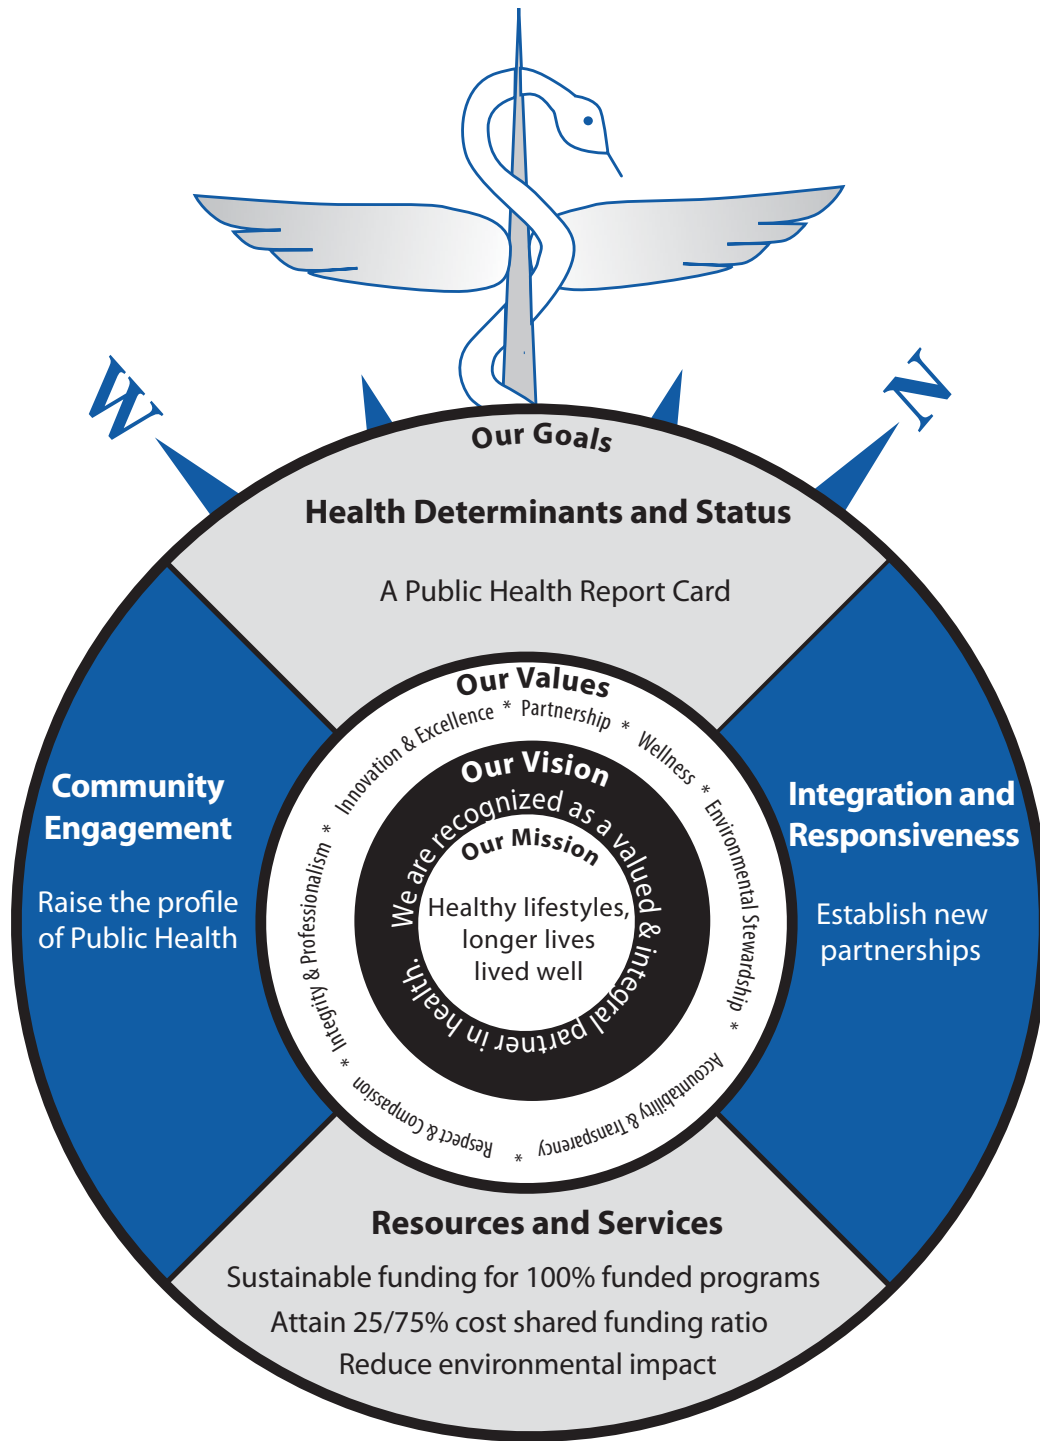 W
N
Our Goals
Health Determinants and Status
A Public Health Report Card
Community
Engagement
Raise the profile
of Public Health
Integration and
Responsiveness
Establish new
partnerships
Our Values
Respect & Compassion * Integrity & Professionalism * Innovation & Excellence * Partnership * Wellness * Environmental Stewardship * Accountability & Transparency *
Our Vision
We are recognized as a valued & integral partner in health.
Our Mission
Healthy lifestyles,
longer lives
lived well
Resources and Services
Sustainable funding for 100% funded programs
Attain 25/75% cost shared funding ratio
Reduce environmental impact